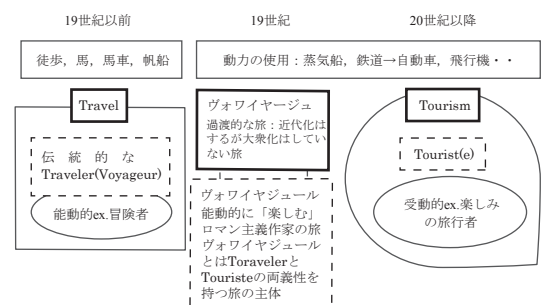 19世紀以前
19世紀
20世紀以降
徒歩，馬，馬車，帆船
動力の使用：蒸気船，鉄道→自動車，飛行機・・
Travel
伝統的な
Traveler(Voyageur)
能動的ex.冒険者
ヴォワイヤージュ
過渡的な旅：近代化は
するが大衆化はしてい
ない旅
ヴォワイヤジュール
能動的に「楽しむ」
ロマン主義作家の旅
ヴォワイヤジュール
とはToravelerと
Touristeの両義性を
持つ旅の主体
Tourism
Tourist(e)
受動的ex.楽しみ
の旅行者